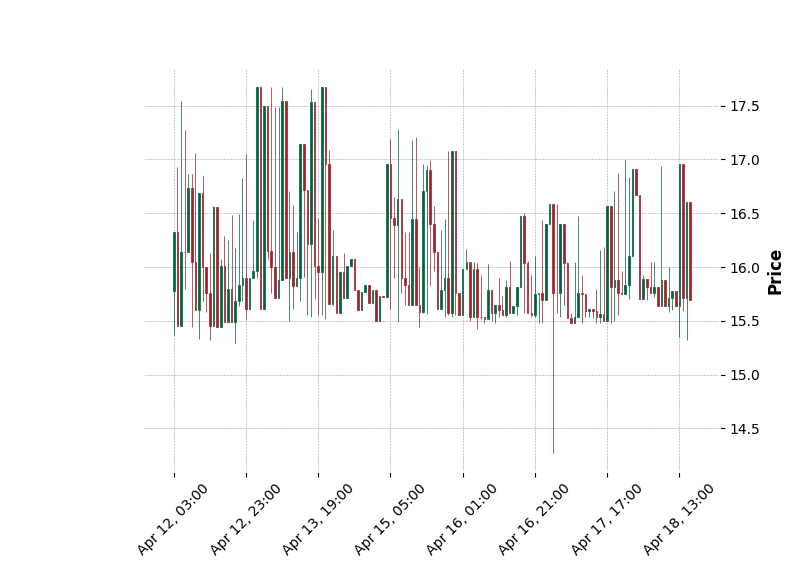 17.5
17.0
16.5
16.0
15.5
15.0
14.5
Price
Apr 12, 03:00
Apr 12, 23:00
Apr 13, 19:00
Apr 15, 05:00
Apr 16, 01:00
Apr 16, 21:00
Apr 17, 17:00
Apr 18, 13:00